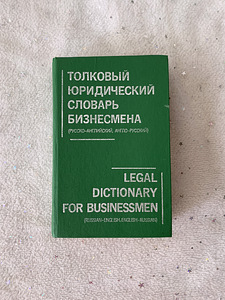 ТОЛКОВЫЙ
ЮРИДИЧЕСКИЙ
СЛОВАРЬ
БИЗНЕСМЕНА
(РУССКО-АНГЛИЙСКИЙ, АНГЛО-РУССКИЙ)
LEGAL
DICTIONARY
FOR BUSINESSMEN
(RUSSIAN-ENGLISH, ENGLISH-RUSSIAN)